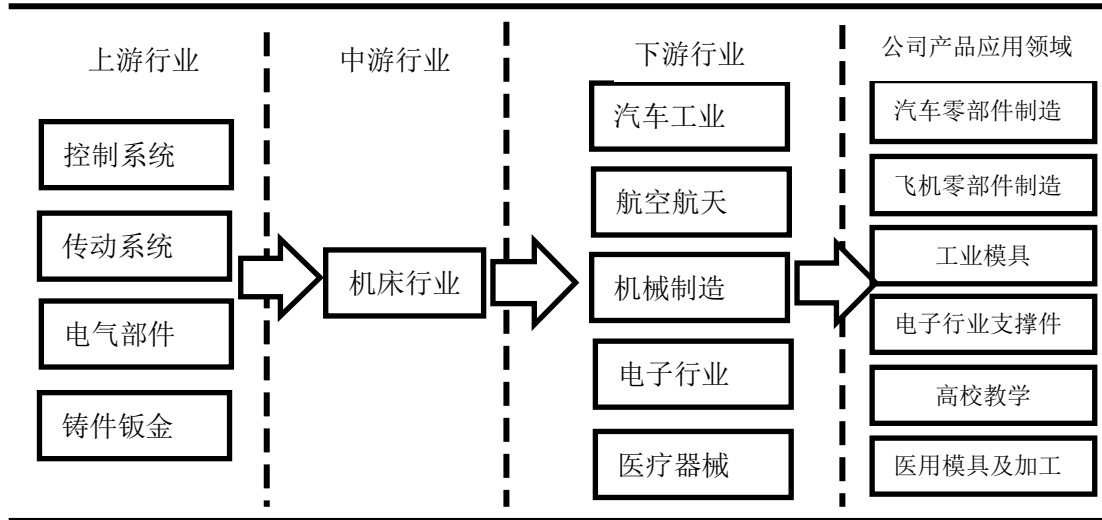 上游行业
控制系统
传动系统
电气部件
铸件钣金
中游行业
机床行业
下游行业
汽车工业
航空航天
机械制造
电子行业
医疗器械
公司产品应用领域
汽车零部件制造
飞机零部件制造
工业模具
电子行业支撑件
高校教学
医用模具及加工